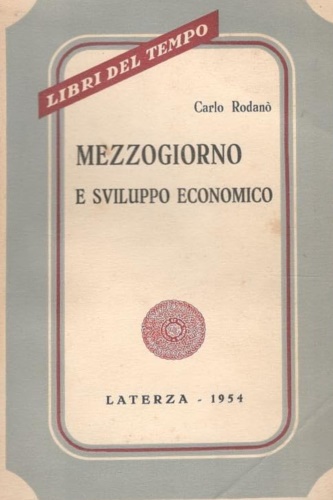 LIBRI DEL TEMPO
Carlo Rodanò
MEZZOGIORNO
E SVILUPPO ECONOMICO
LATERZA - 1954